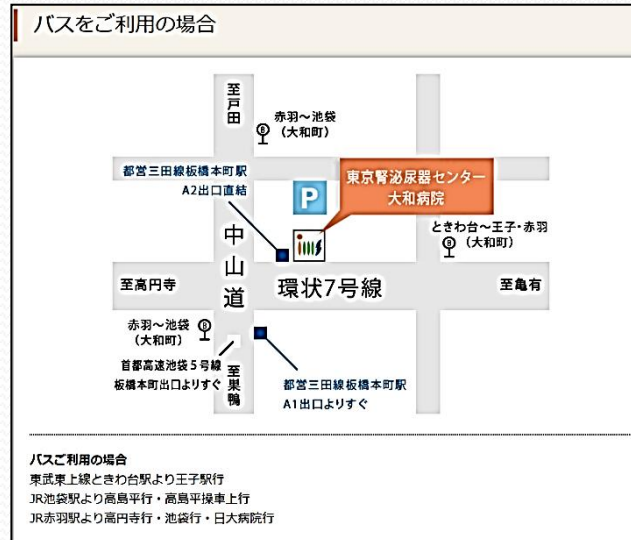 バスをご利用の場合
至戸田
赤羽～池袋
(大和町)
都営三田線板橋本町駅
A2出口直結
P
東京腎泌尿器センター
大和病院
ときわ台～王子・赤羽
(大和町)
ims
中山道
至高円寺
環状7号線
至亀有
赤羽～池袋
(大和町)
首都高速池袋5号線
板橋本町出口よりすぐ
至巣鴨
都営三田線板橋本町駅
A1出口よりすぐ
バスご利用の場合
東武東上線ときわ台駅より王子駅行
JR池袋駅より高島平行・高島平操車上行
JR赤羽駅より高円寺行・池袋行・日大病院行